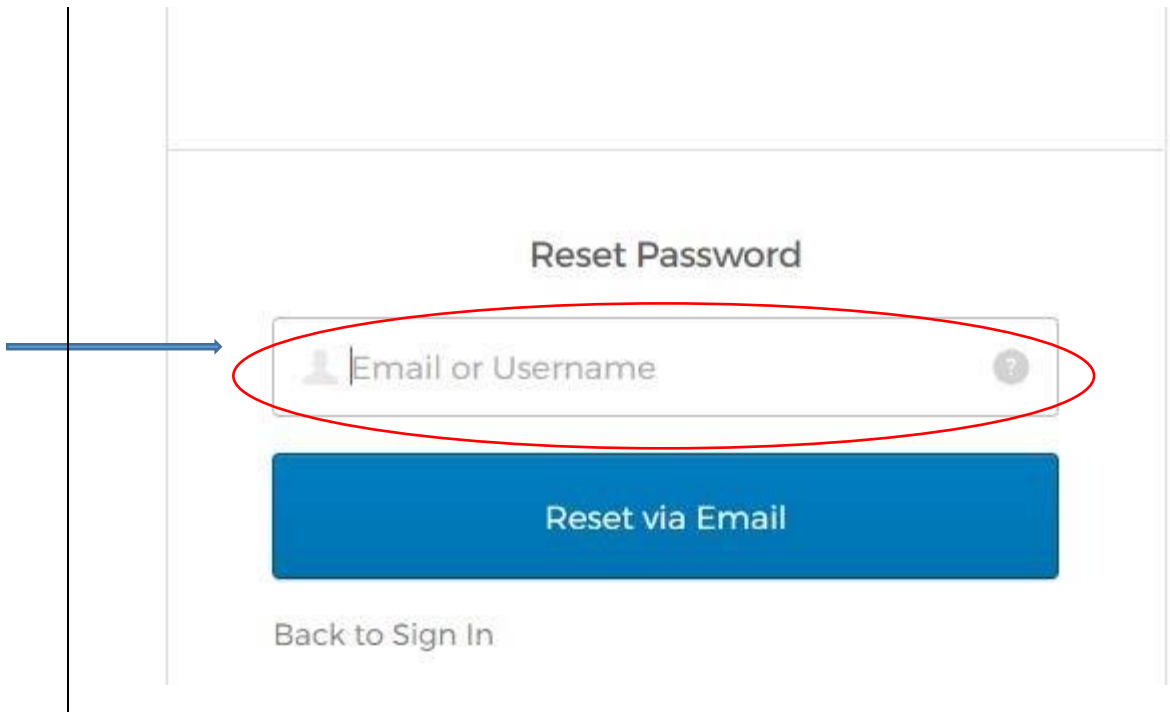 Reset Password
Email or Username
?
Reset via Email
Back to Sign In